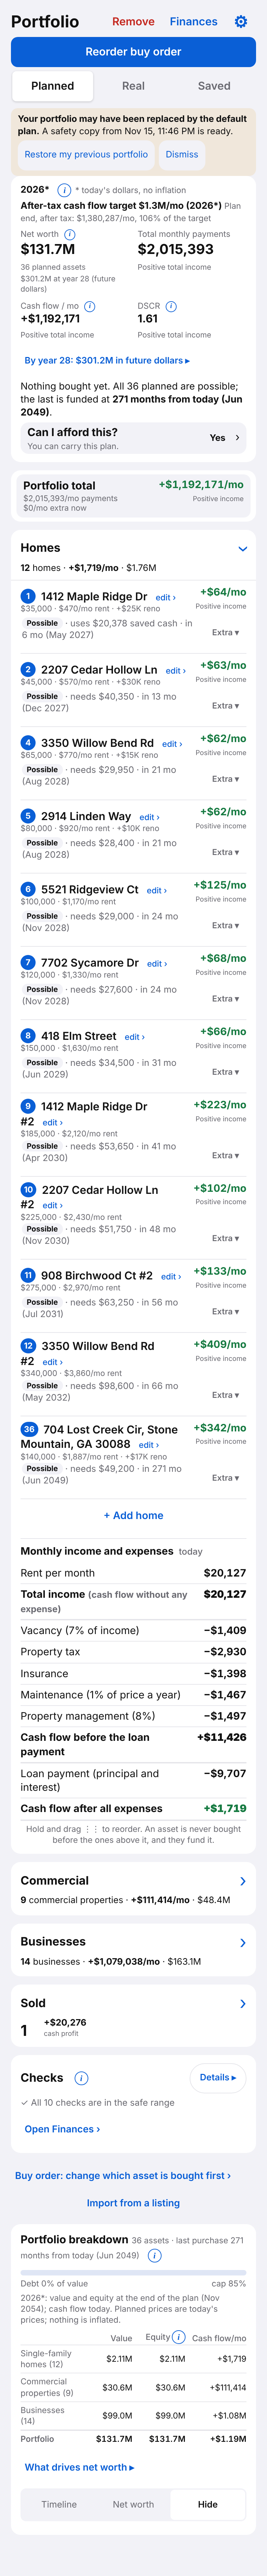 Portfolio Remove Finances
Reorder buy order
Planned Real Saved
Your portfolio may have been replaced by the default
plan. A safety copy from Nov 15, 11:46 PM is ready.
Restore my previous portfolio Dismiss
2026* i * today's dollars, no inflation
After-tax cash flow target $1.3M/mo (2026*) Plan
end, after tax: $1,380,287/mo, 106% of the target
Net worth i Total monthly payments
$131.7M $2,015,393
36 planned assets Positive total income
$301.2M at year 28 (future
dollars)
Cash flow / mo i DSCR i
+$1,192,171 1.61
Positive total income Positive total income
By year 28: $301.2M in future dollars ▸
Nothing bought yet. All 36 planned are possible;
the last is funded at 271 months from today (Jun
2049).
Can I afford this? Yes ›
You can carry this plan.
Portfolio total +$1,192,171/mo
$2,015,393/mo payments Positive income
$0/mo extra now
Homes
12 homes · +$1,719/mo · $1.76M
1 1412 Maple Ridge Dr edit › +$64/mo
$35,000 · $470/mo rent · +$25K reno Positive income
Possible · uses $20,378 saved cash · in
6 mo (May 2027) Extra ▾
2 2207 Cedar Hollow Ln edit › +$63/mo
$45,000 · $570/mo rent · +$30K reno Positive income
Possible · needs $40,350 · in 13 mo
(Dec 2027) Extra ▾
4 3350 Willow Bend Rd edit › +$62/mo
$65,000 · $770/mo rent · +$15K reno Positive income
Possible · needs $29,950 · in 21 mo
(Aug 2028) Extra ▾
5 2914 Linden Way edit › +$62/mo
$80,000 · $920/mo rent · +$10K reno Positive income
Possible · needs $28,400 · in 21 mo
(Aug 2028) Extra ▾
6 5521 Ridgeview Ct edit › +$125/mo
$100,000 · $1,170/mo rent Positive income
Possible · needs $29,000 · in 24 mo
(Nov 2028) Extra ▾
7 7702 Sycamore Dr edit › +$68/mo
$120,000 · $1,330/mo rent Positive income
Possible · needs $27,600 · in 24 mo
(Nov 2028) Extra ▾
8 418 Elm Street edit › +$66/mo
$150,000 · $1,630/mo rent Positive income
Possible · needs $34,500 · in 31 mo
(Jun 2029) Extra ▾
9 1412 Maple Ridge Dr +$223/mo
#2 edit › Positive income
$185,000 · $2,120/mo rent
Possible · needs $53,650 · in 41 mo
(Apr 2030) Extra ▾
10 2207 Cedar Hollow Ln +$102/mo
#2 edit › Positive income
$225,000 · $2,430/mo rent
Possible · needs $51,750 · in 48 mo
(Nov 2030) Extra ▾
11 908 Birchwood Ct #2 edit › +$133/mo
$275,000 · $2,970/mo rent Positive income
Possible · needs $63,250 · in 56 mo
(Jul 2031) Extra ▾
12 3350 Willow Bend Rd +$409/mo
#2 edit › Positive income
$340,000 · $3,860/mo rent
Possible · needs $98,600 · in 66 mo
(May 2032) Extra ▾
36 704 Lost Creek Cir, Stone +$342/mo
Mountain, GA 30088 edit › Positive income
$140,000 · $1,887/mo rent · +$17K reno
Possible · needs $49,200 · in 271 mo
(Jun 2049) Extra ▾
+ Add home
Monthly income and expenses today
Rent per month $20,127
Total income (cash flow without any $20,127
expense)
Vacancy (7% of income) −$1,409
Property tax −$2,930
Insurance −$1,398
Maintenance (1% of price a year) −$1,467
Property management (8%) −$1,497
Cash flow before the loan +$11,426
payment
Loan payment (principal and −$9,707
interest)
Cash flow after all expenses +$1,719
Hold and drag ⋮⋮ to reorder. An asset is never bought
before the ones above it, and they fund it.
Commercial ›
9 commercial properties · +$111,414/mo · $48.4M
Businesses ›
14 businesses · +$1,079,038/mo · $163.1M
Sold ›
1 +$20,276
cash profit
Checks i Details ▸
✓ All 10 checks are in the safe range
Open Finances ›
Buy order: change which asset is bought first ›
Import from a listing
Portfolio breakdown 36 assets · last purchase 271
months from today (Jun 2049) i
Debt 0% of value cap 85%
2026*: value and equity at the end of the plan (Nov
2054); cash flow today. Planned prices are today's
prices; nothing is inflated.
Value Equity i Cash flow/mo
Single-family
homes (12) $2.11M $2.11M +$1,719
Commercial
properties (9) $30.6M $30.6M +$111,414
Businesses
(14) $99.0M $99.0M +$1.08M
Portfolio $131.7M $131.7M +$1.19M
What drives net worth ▸
Timeline Net worth Hide